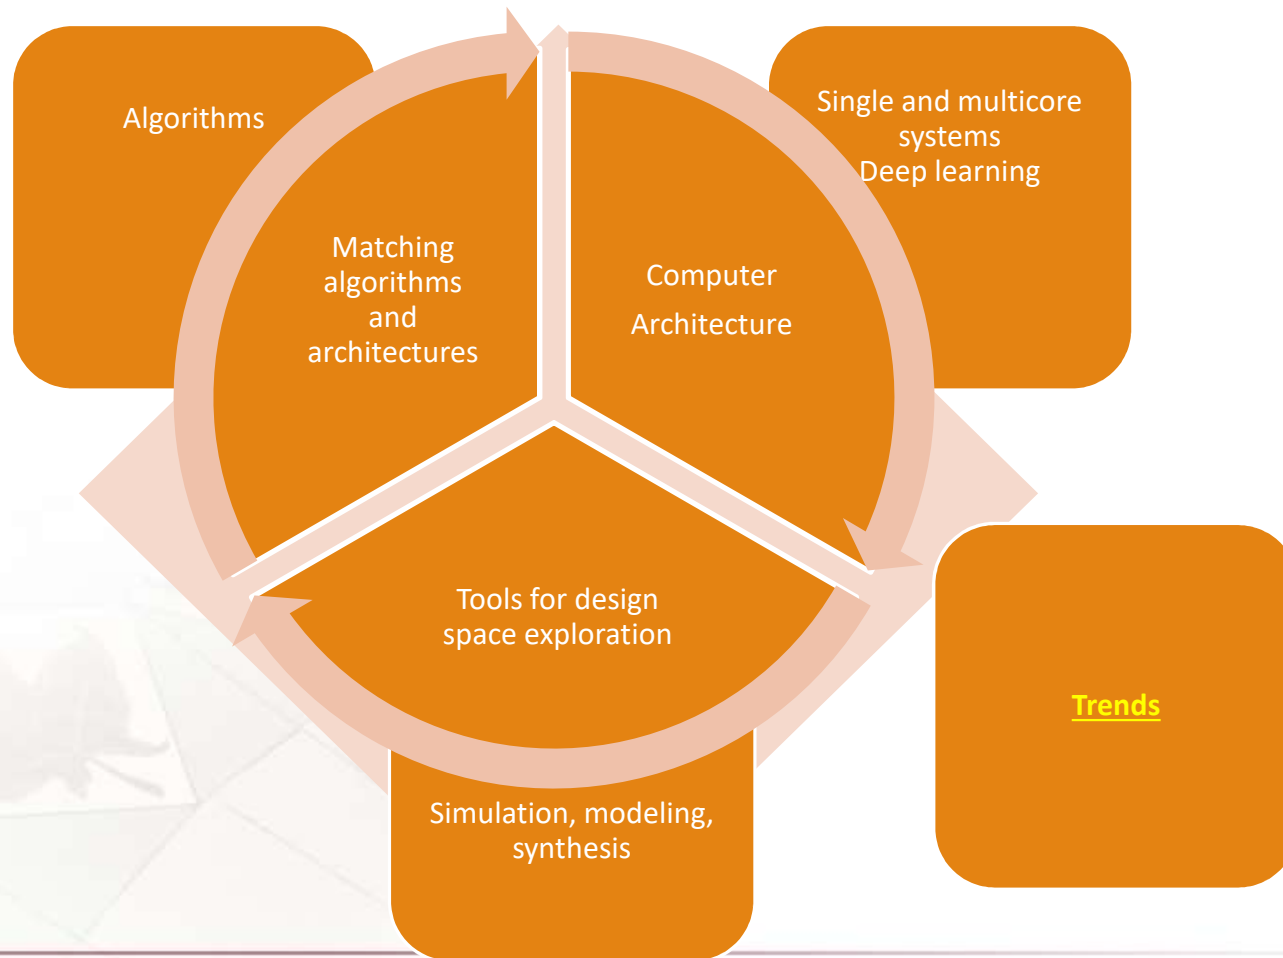 Algorithms
Single and multicore
systems
Deep learning
Matching
algorithms
and
architectures
Computer
Architecture
Tools for design
space exploration
Trends
Simulation, modeling,
synthesis